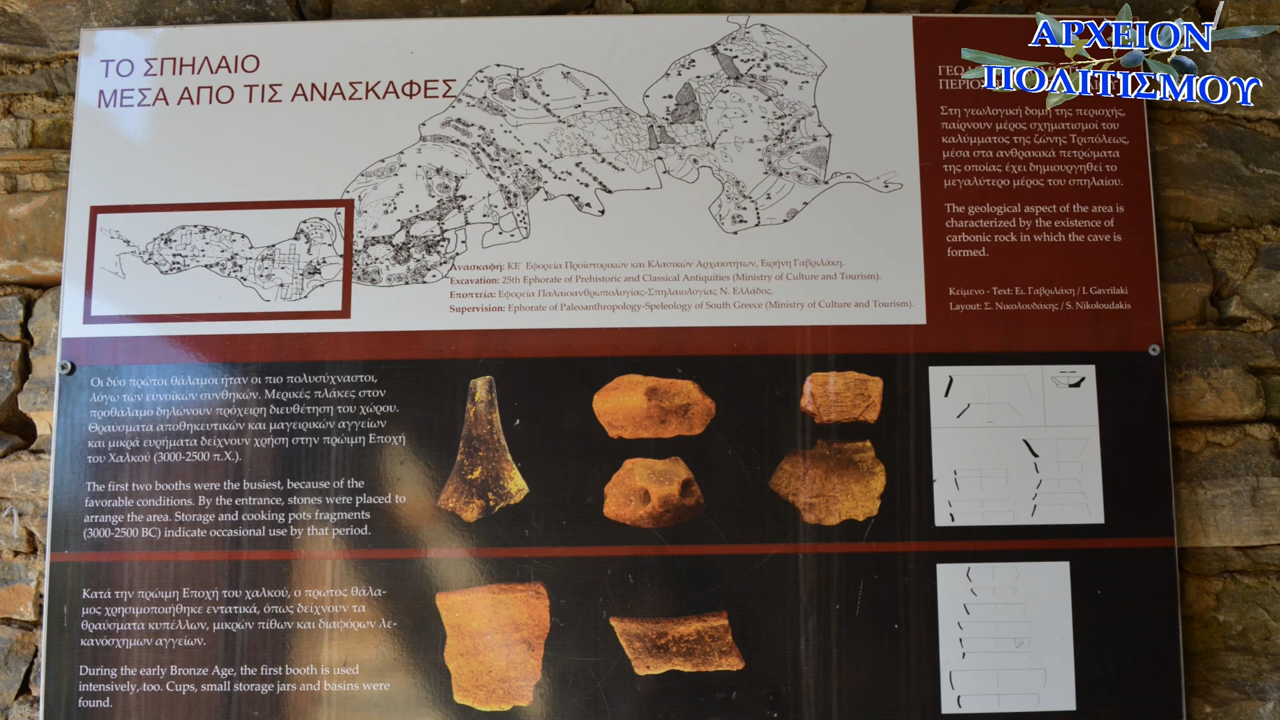 ΑΡΧΕΙΟΝ
ΠΟΛΙΤΙΣΜΟΥ
ΤΟ ΣΠΗΛΑΙΟ
ΜΕΣΑ ΑΠΟ ΤΙΣ ΑΝΑΣΚΑΦΕΣ
Ανασκαφή: ΚΕ΄ Εφορεία Προϊστορικών και Κλασικών Αρχαιοτήτων, Ειρήνη Γαβριλάκη.
Excavation: 25th Ephorate of Prehistoric and Classical Antiquities (Ministry of Culture and Tourism).
Εποπτεία: Εφορεία Παλαιοανθρωπολογίας-Σπηλαιολογίας Ν. Ελλάδος.
Supervision: Ephorate of Paleoanthropology-Speleology of South Greece (Ministry of Culture and Tourism).
Στη γεωλογική δομή της περιοχής,
παίρνουν μέρος σχηματισμοί του
καλύμματος της ζώνης Τριπόλεως,
μέσα στα ανθρακικά πετρώματα
της οποίας έχει δημιουργηθεί το
μεγαλύτερο μέρος του σπηλαίου.
The geological aspect of the area is
characterized by the existence of
carbonic rock in which the cave is
formed.
Κείμενο - Text: Ει. Γαβριλάκη / I. Gavrilaki
Layout: Σ. Νικολουδάκης / S. Nikoloudakis
Οι δύο πρώτοι θάλαμοι ήταν οι πιο πολυσύχναστοι,
λόγω των ευνοϊκών συνθηκών. Μερικές πλάκες στον
προθάλαμο δηλώνουν πρόχειρη διευθέτηση του χώρου.
Θραύσματα αποθηκευτικών και μαγειρικών αγγείων
και μικρά ευρήματα δείχνουν χρήση στην πρώιμη Εποχή
του Χαλκού (3000-2500 π.Χ.).
The first two booths were the busiest, because of the
favorable conditions. By the entrance, stones were placed to
arrange the area. Storage and cooking pots fragments
(3000-2500 BC) indicate occasional use by that period.
Κατά την πρώιμη Εποχή του χαλκού, ο πρώτος θάλα-
μος χρησιμοποιήθηκε εντατικά, όπως δείχνουν τα
θραύσματα κυπέλλων, μικρών πίθων και διαφόρων λε-
κανόσχημων αγγείων.
During the early Bronze Age, the first booth is used
intensively, too. Cups, small storage jars and basins were
found.